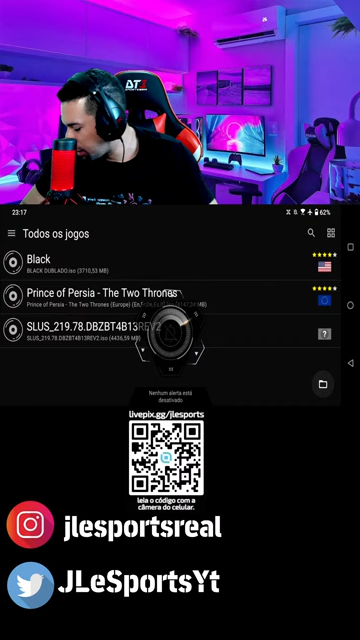 DT3
SPORTS
23:17
62%
Todos os jogos
Black
BLACK DUBLADO.iso (3710,53 MB)
Prince of Persia - The Two Thrones
Prince of Persia - The Two Thrones (Europe)
SLUS_219.78.DBZBT4B13REV2
SLUS_219.78.DBZBT4B13REV2.iso (4436,59 MB)
?
Nenhum alerta está
desativado
livepix.gg/jlesports
leia o código com a
câmera do celular.
jlesportsreal
JLeSportsYt